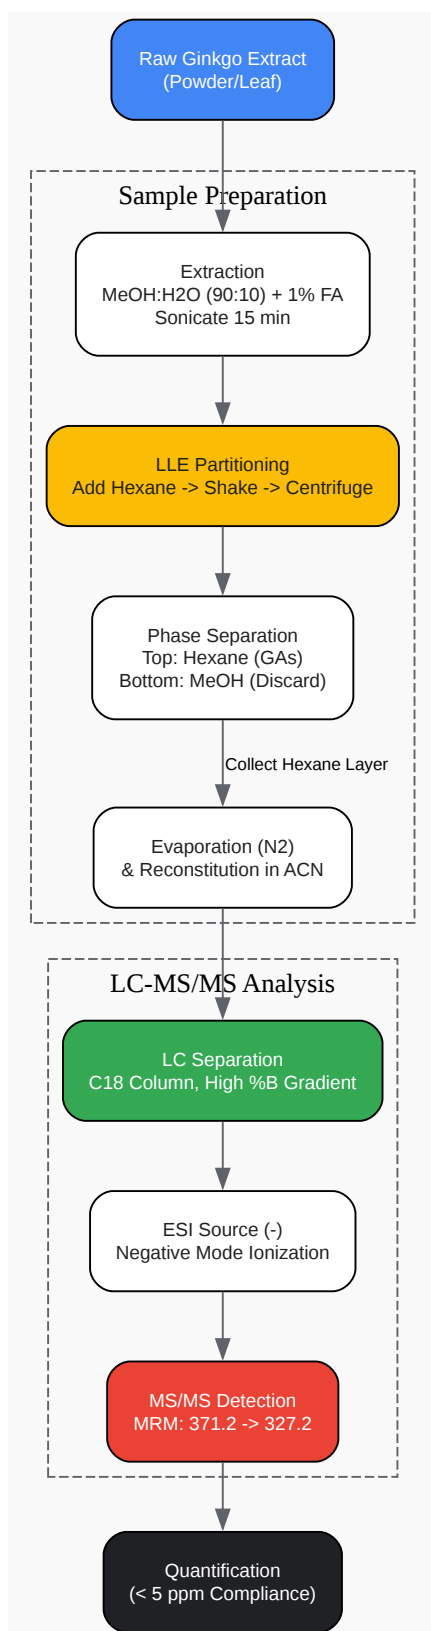 Raw Ginkgo Extract
(Powder/Leaf)
Sample Preparation
Extraction
MeOH:H2O (90:10) + 1% FA
Sonicate 15 min
LLE Partitioning
Add Hexane -> Shake -> Centrifuge
Phase Separation
Top: Hexane (GAs)
Bottom: MeOH (Discard)
Collect Hexane Layer
Evaporation (N2)
& Reconstitution in ACN
LC-MS/MS Analysis
LC Separation
C18 Column, High %B Gradient
ESI Source (-)
Negative Mode Ionization
MS/MS Detection
MRM: 371.2 -> 327.2
Quantification
(< 5 ppm Compliance)